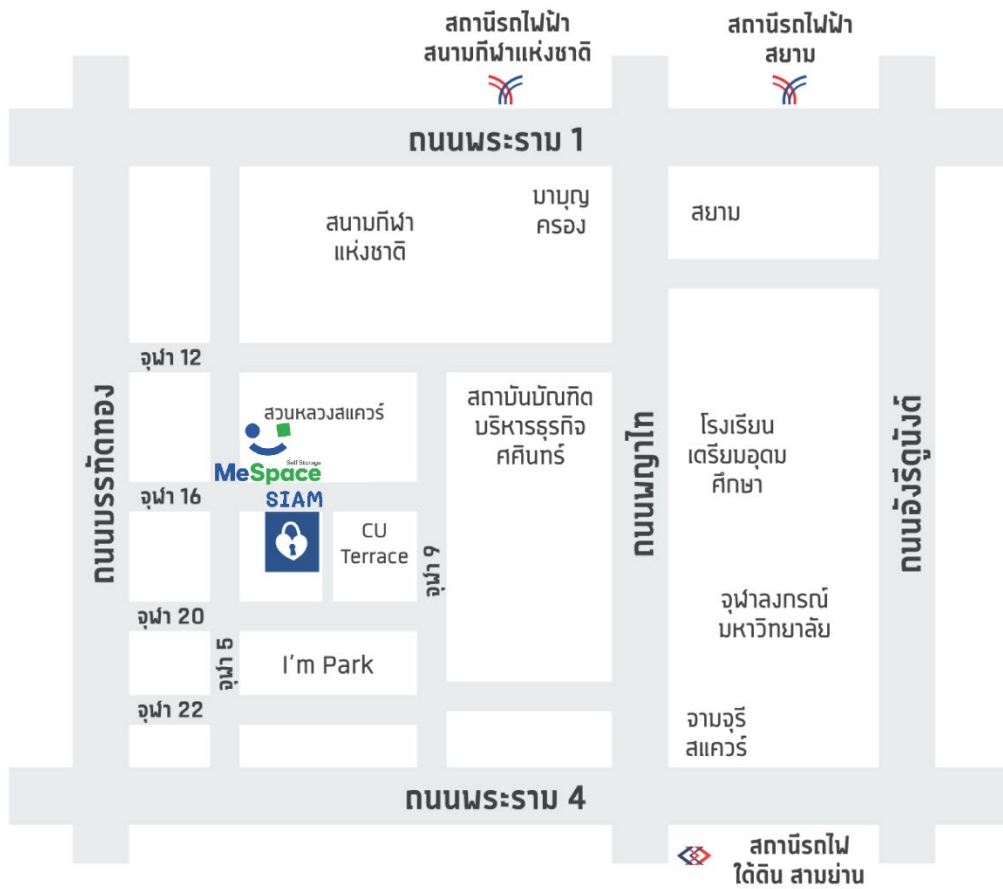 สถานีรถไฟฟ้า
สนามกีฬาแห่งชาติ
สถานีรถไฟฟ้า
สยาม
ถนนพระราม 1
มาบุญ
ครอง
สยาม
สนามกีฬา
แห่งชาติ
จุฬา 12
ถนนบรรทัดทอง
สวนหลวงสแควร์
Self Storage
MeSpace
SIAM
สถาบันบัณฑิต
บริหารธุรกิจ
ศศินทร์
ถนนพญาไท
โรงเรียน
เตรียมอุดม
ศึกษา
ถนนอังรีดูนังต์
จุฬา 16
CU
Terrace
จุฬา 9
จุฬา 20
จุฬาลงกรณ์
มหาวิทยาลัย
จุฬา 5
I'm Park
จุฬา 22
จามจุรี
สแควร์
ถนนพระราม 4
สถานีรถไฟ
ใต้ดิน สามย่าน